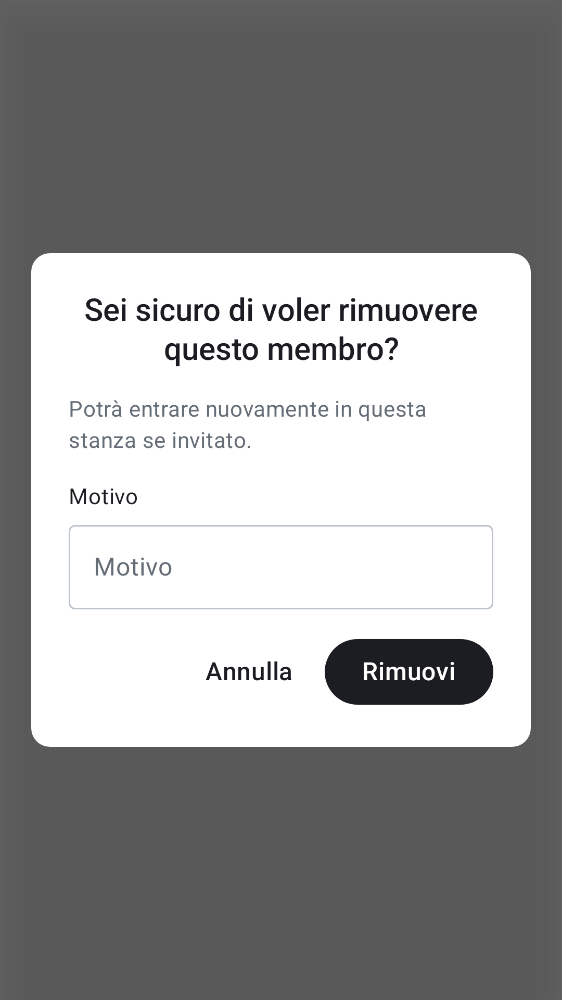 Sei sicuro di voler rimuovere
questo membro?
Potrà entrare nuovamente in questa
stanza se invitato.
Motivo
Motivo
Annulla
Rimuovi